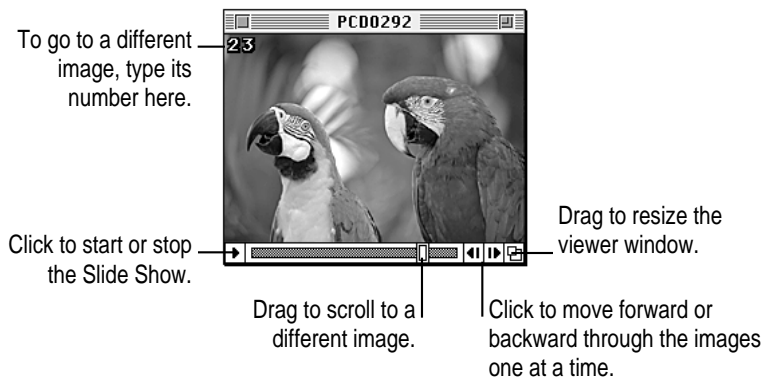 PCD0292
To go to a different
image, type its
number here.
23
Click to start or stop
the Slide Show.
Drag to resize the
viewer window.
Drag to scroll to a
different image.
Click to move forward or
backward through the images
one at a time.